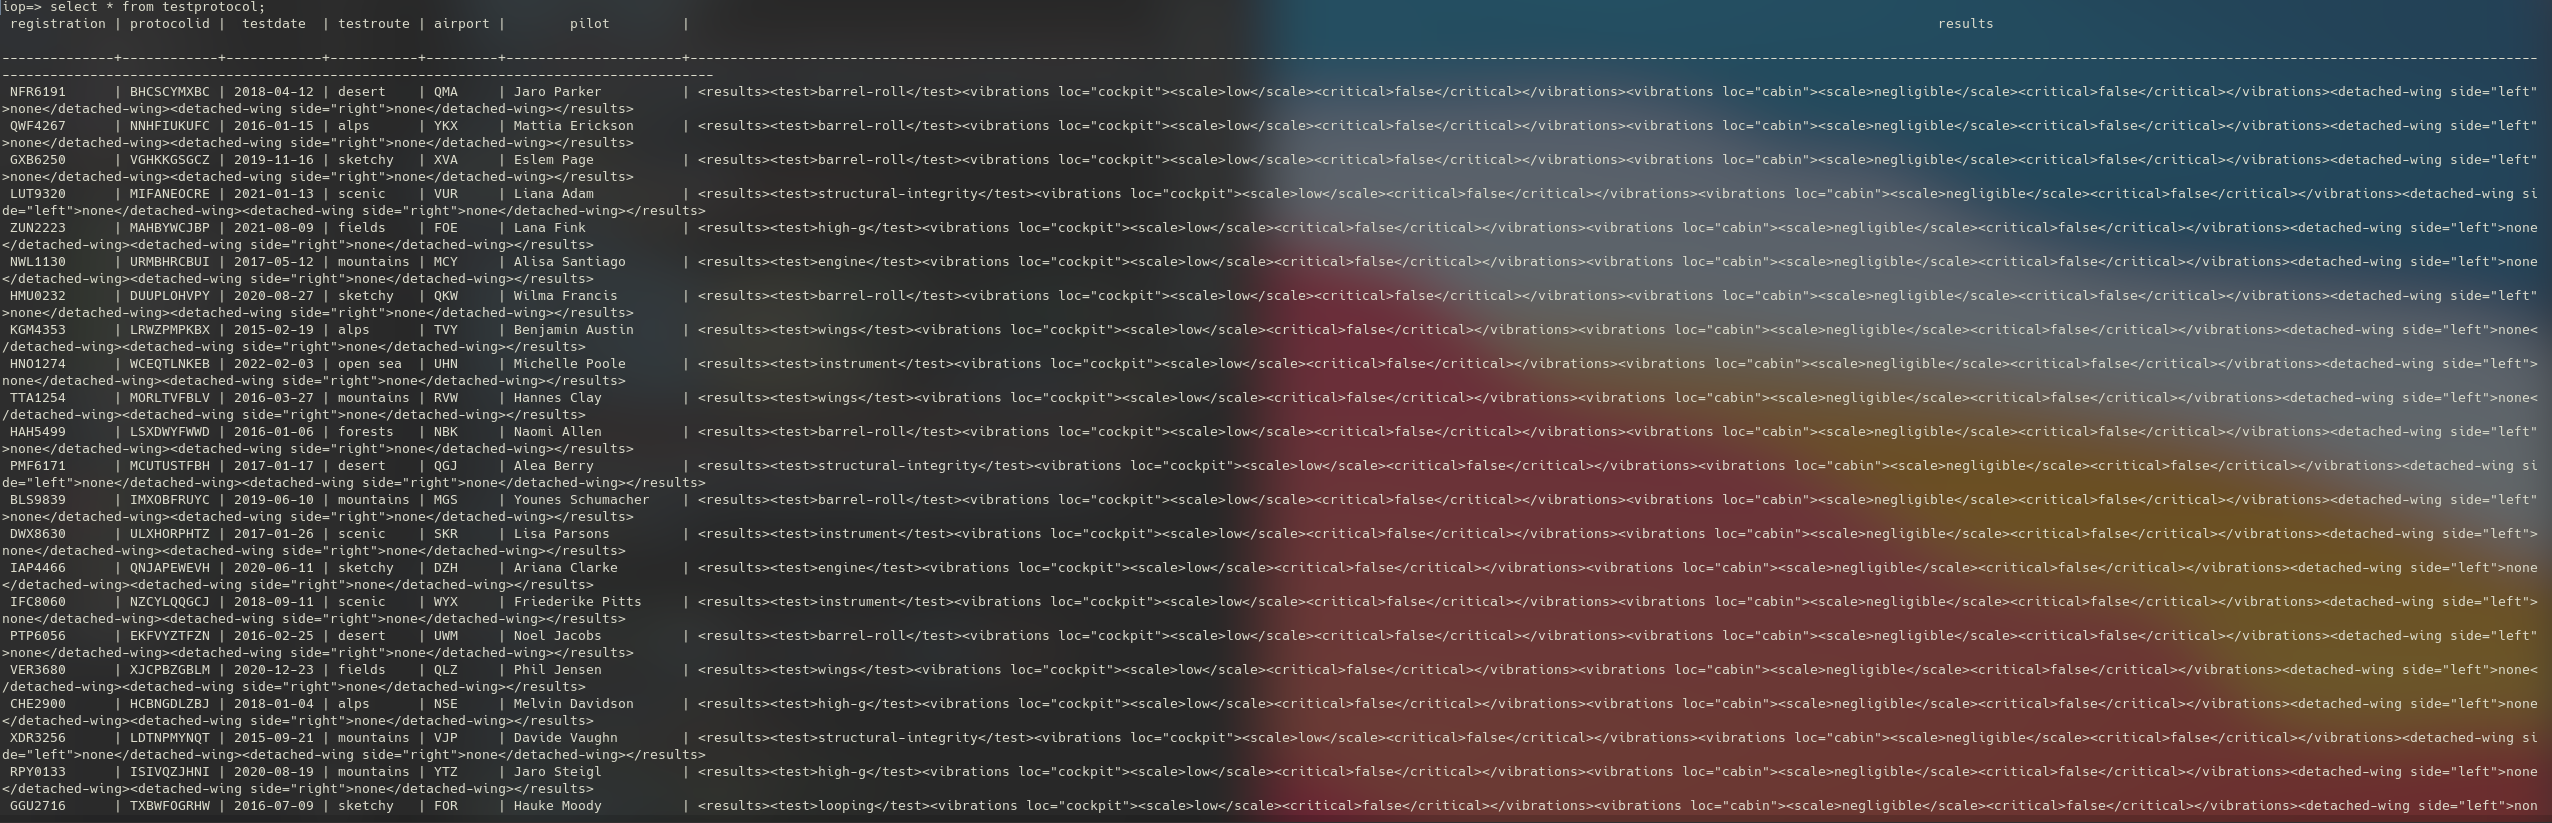 iop=> select * from testprotocol;
 registration | protocolid |  testdate  | testroute | airport |        pilot         |                                                                                                                                                           results
--------------+------------+------------+-----------+---------+----------------------+---------------------------------------------------------------------------------------------------------------------------------------------------------------------------------------------------------------------------------------
-----------------------------------------------------------------------------------------
 NFR6191      | BHCSCYMXBC | 2018-04-12 | desert    | QMA     | Jaro Parker          | <results><test>barrel-roll</test><vibrations loc="cockpit"><scale>low</scale><critical>false</critical></vibrations><vibrations loc="cabin"><scale>negligible</scale><critical>false</critical></vibrations><detached-wing side="left"
>none</detached-wing><detached-wing side="right">none</detached-wing></results>
 QWF4267      | NNHFIUKUFC | 2016-01-15 | alps      | YKX     | Mattia Erickson      | <results><test>barrel-roll</test><vibrations loc="cockpit"><scale>low</scale><critical>false</critical></vibrations><vibrations loc="cabin"><scale>negligible</scale><critical>false</critical></vibrations><detached-wing side="left"
>none</detached-wing><detached-wing side="right">none</detached-wing></results>
 GXB6250      | VGHKKGSGCZ | 2019-11-16 | sketchy   | XVA     | Eslem Page           | <results><test>barrel-roll</test><vibrations loc="cockpit"><scale>low</scale><critical>false</critical></vibrations><vibrations loc="cabin"><scale>negligible</scale><critical>false</critical></vibrations><detached-wing side="left"
>none</detached-wing><detached-wing side="right">none</detached-wing></results>
 LUT9320      | MIFANEOCRE | 2021-01-13 | scenic    | VUR     | Liana Adam           | <results><test>structural-integrity</test><vibrations loc="cockpit"><scale>low</scale><critical>false</critical></vibrations><vibrations loc="cabin"><scale>negligible</scale><critical>false</critical></vibrations><detached-wing si
de="left">none</detached-wing><detached-wing side="right">none</detached-wing></results>
 ZUN2223      | MAHBYWCJBP | 2021-08-09 | fields    | FOE     | Lana Fink            | <results><test>high-g</test><vibrations loc="cockpit"><scale>low</scale><critical>false</critical></vibrations><vibrations loc="cabin"><scale>negligible</scale><critical>false</critical></vibrations><detached-wing side="left">none
</detached-wing><detached-wing side="right">none</detached-wing></results>
 NWL1130      | URMBHRCBUI | 2017-05-12 | mountains | MCY     | Alisa Santiago       | <results><test>engine</test><vibrations loc="cockpit"><scale>low</scale><critical>false</critical></vibrations><vibrations loc="cabin"><scale>negligible</scale><critical>false</critical></vibrations><detached-wing side="left">none
</detached-wing><detached-wing side="right">none</detached-wing></results>
 HMU0232      | DUUPLOHVPY | 2020-08-27 | sketchy   | QKW     | Wilma Francis        | <results><test>barrel-roll</test><vibrations loc="cockpit"><scale>low</scale><critical>false</critical></vibrations><vibrations loc="cabin"><scale>negligible</scale><critical>false</critical></vibrations><detached-wing side="left"
>none</detached-wing><detached-wing side="right">none</detached-wing></results>
 KGM4353      | LRWZPMPKBX | 2015-02-19 | alps      | TVY     | Benjamin Austin      | <results><test>wings</test><vibrations loc="cockpit"><scale>low</scale><critical>false</critical></vibrations><vibrations loc="cabin"><scale>negligible</scale><critical>false</critical></vibrations><detached-wing side="left">none<
/detached-wing><detached-wing side="right">none</detached-wing></results>
 HNO1274      | WCEQTLNKEB | 2022-02-03 | open sea  | UHN     | Michelle Poole       | <results><test>instrument</test><vibrations loc="cockpit"><scale>low</scale><critical>false</critical></vibrations><vibrations loc="cabin"><scale>negligible</scale><critical>false</critical></vibrations><detached-wing side="left">
none</detached-wing><detached-wing side="right">none</detached-wing></results>
 TTA1254      | MORLTVFBLV | 2016-03-27 | mountains | RVW     | Hannes Clay          | <results><test>wings</test><vibrations loc="cockpit"><scale>low</scale><critical>false</critical></vibrations><vibrations loc="cabin"><scale>negligible</scale><critical>false</critical></vibrations><detached-wing side="left">none<
/detached-wing><detached-wing side="right">none</detached-wing></results>
 HAH5499      | LSXDWYFWWD | 2016-01-06 | forests   | NBK     | Naomi Allen          | <results><test>barrel-roll</test><vibrations loc="cockpit"><scale>low</scale><critical>false</critical></vibrations><vibrations loc="cabin"><scale>negligible</scale><critical>false</critical></vibrations><detached-wing side="left"
>none</detached-wing><detached-wing side="right">none</detached-wing></results>
 PMF6171      | MCUTUSTFBH | 2017-01-17 | desert    | QGJ     | Alea Berry           | <results><test>structural-integrity</test><vibrations loc="cockpit"><scale>low</scale><critical>false</critical></vibrations><vibrations loc="cabin"><scale>negligible</scale><critical>false</critical></vibrations><detached-wing si
de="left">none</detached-wing><detached-wing side="right">none</detached-wing></results>
 BLS9839      | IMXOBFRUYC | 2019-06-10 | mountains | MGS     | Younes Schumacher    | <results><test>barrel-roll</test><vibrations loc="cockpit"><scale>low</scale><critical>false</critical></vibrations><vibrations loc="cabin"><scale>negligible</scale><critical>false</critical></vibrations><detached-wing side="left"
>none</detached-wing><detached-wing side="right">none</detached-wing></results>
 DWX8630      | ULXHORPHTZ | 2017-01-26 | scenic    | SKR     | Lisa Parsons         | <results><test>instrument</test><vibrations loc="cockpit"><scale>low</scale><critical>false</critical></vibrations><vibrations loc="cabin"><scale>negligible</scale><critical>false</critical></vibrations><detached-wing side="left">
none</detached-wing><detached-wing side="right">none</detached-wing></results>
 IAP4466      | QNJAPEWEVH | 2020-06-11 | sketchy   | DZH     | Ariana Clarke        | <results><test>engine</test><vibrations loc="cockpit"><scale>low</scale><critical>false</critical></vibrations><vibrations loc="cabin"><scale>negligible</scale><critical>false</critical></vibrations><detached-wing side="left">none
</detached-wing><detached-wing side="right">none</detached-wing></results>
 IFC8060      | NZCYLQQGCJ | 2018-09-11 | scenic    | WYX     | Friederike Pitts     | <results><test>instrument</test><vibrations loc="cockpit"><scale>low</scale><critical>false</critical></vibrations><vibrations loc="cabin"><scale>negligible</scale><critical>false</critical></vibrations><detached-wing side="left">
none</detached-wing><detached-wing side="right">none</detached-wing></results>
 PTP6056      | EKFVYZTFZN | 2016-02-25 | desert    | UWM     | Noel Jacobs          | <results><test>barrel-roll</test><vibrations loc="cockpit"><scale>low</scale><critical>false</critical></vibrations><vibrations loc="cabin"><scale>negligible</scale><critical>false</critical></vibrations><detached-wing side="left"
>none</detached-wing><detached-wing side="right">none</detached-wing></results>
 VER3680      | XJCPBZGBLM | 2020-12-23 | fields    | QLZ     | Phil Jensen          | <results><test>wings</test><vibrations loc="cockpit"><scale>low</scale><critical>false</critical></vibrations><vibrations loc="cabin"><scale>negligible</scale><critical>false</critical></vibrations><detached-wing side="left">none<
/detached-wing><detached-wing side="right">none</detached-wing></results>
 CHE2900      | HCBNGDLZBJ | 2018-01-04 | alps      | NSE     | Melvin Davidson      | <results><test>high-g</test><vibrations loc="cockpit"><scale>low</scale><critical>false</critical></vibrations><vibrations loc="cabin"><scale>negligible</scale><critical>false</critical></vibrations><detached-wing side="left">none
</detached-wing><detached-wing side="right">none</detached-wing></results>
 XDR3256      | LDTNPMYNQT | 2015-09-21 | mountains | VJP     | Davide Vaughn        | <results><test>structural-integrity</test><vibrations loc="cockpit"><scale>low</scale><critical>false</critical></vibrations><vibrations loc="cabin"><scale>negligible</scale><critical>false</critical></vibrations><detached-wing si
de="left">none</detached-wing><detached-wing side="right">none</detached-wing></results>
 RPY0133      | ISIVQZJHNI | 2020-08-19 | mountains | YTZ     | Jaro Steigl          | <results><test>high-g</test><vibrations loc="cockpit"><scale>low</scale><critical>false</critical></vibrations><vibrations loc="cabin"><scale>negligible</scale><critical>false</critical></vibrations><detached-wing side="left">none
</detached-wing><detached-wing side="right">none</detached-wing></results>
 GGU2716      | TXBWFOGRHW | 2016-07-09 | sketchy   | FOR     | Hauke Moody          | <results><test>looping</test><vibrations loc="cockpit"><scale>low</scale><critical>false</critical></vibrations><vibrations loc="cabin"><scale>negligible</scale><critical>false</critical></vibrations><detached-wing side="left">non